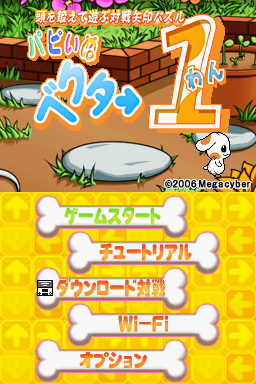 頭を鍛えて遊ぶ対戦矢印パズル
パピいぬ
ベクター
1
わん
©2006 Megacyber
ゲームスタート
チュートリアル
ダウンロード対戦
Wi-Fi
オプション